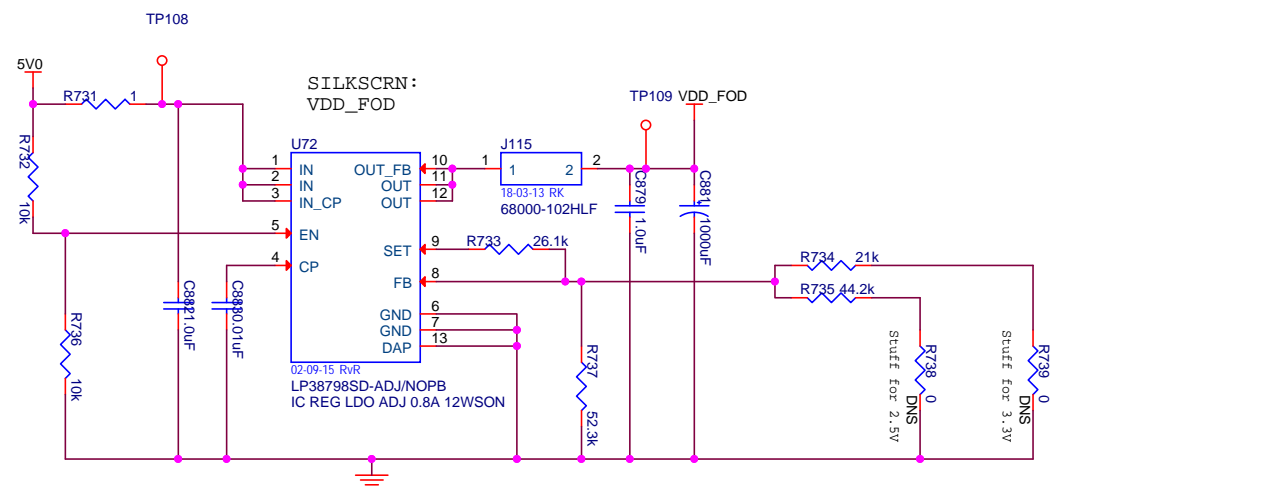 TP108
5V0
R731 1
SILKSCRN:
VDD_FOD
TP109 VDD_FOD
R732
10k
U72
1 IN
2 IN
3 IN_CP
5 EN
4 CP
OUT_FB 10
OUT 11
OUT 12
SET 9
FB 8
GND 6
GND 7
DAP 13
02-09-15 RvR
LP38798SD-ADJ/NOPB
IC REG LDO ADJ 0.8A 12WSON
J115
1 1 2 2
18-03-13 RK
68000-102HLF
C879 1.0uF
C881 1000uF
R733 26.1k
R734 21k
R735 44.2k
R736
10k
C882 1.0uF
C883 0.01uF
R737
52.3k
Stuff for 2.5V
R738 0
DNS
Stuff for 3.3V
R739 0
DNS